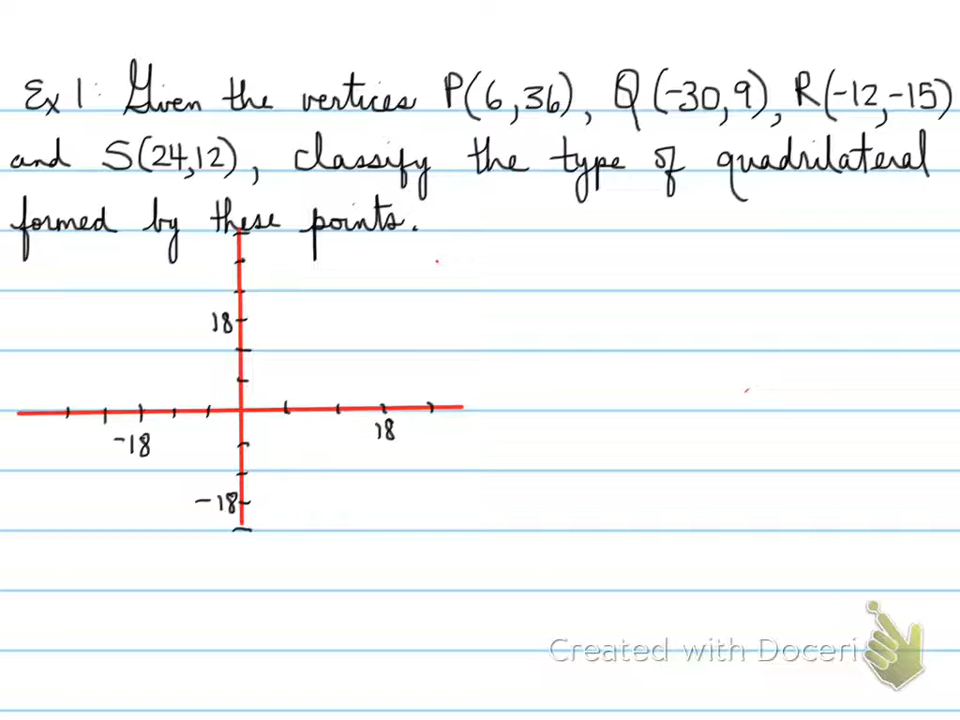 Ex 1: Given the vertices P(6,36), Q(-30,9), R(-12,-15)
and S(24,12), classify the type of quadrilateral
formed by these points.
18
-18
18
-18
Created with Doceri